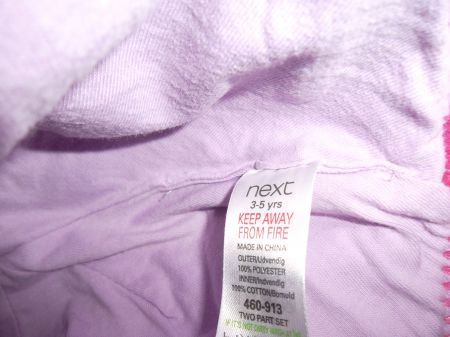 next
3-5 yrs
KEEP AWAY
FROM FIRE
MADE IN CHINA
OUTER/Udvendig
100% POLYESTER
INNER/Indvendig
100% COTTON/Bomuld
460-913
TWO PART SET